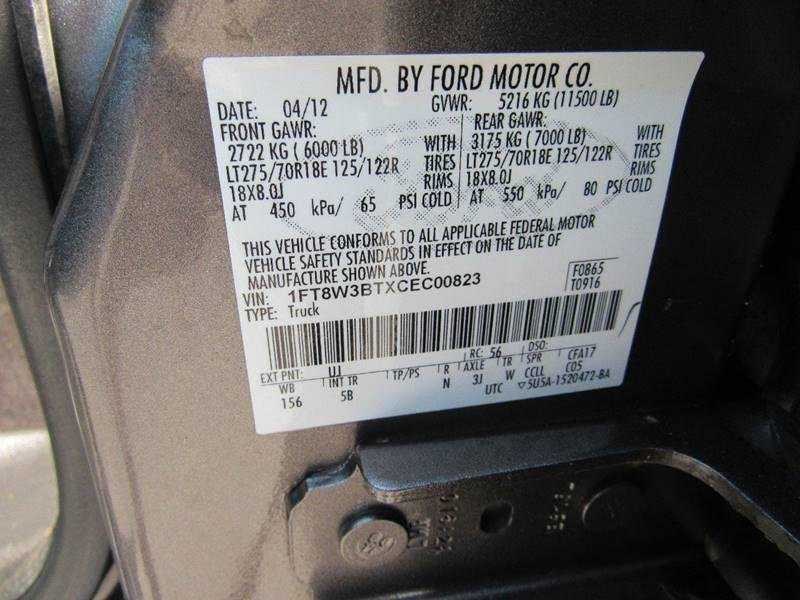 MFD. BY FORD MOTOR CO.
DATE: 04/12 GVWR: 5216 KG (11500 LB)
FRONT GAWR: REAR GAWR:
2722 KG ( 6000 LB) WITH 3175 KG ( 7000 LB) WITH
LT275/70R18E 125/122R TIRES LT275/70R18E 125/122R TIRES
18X8.0J RIMS 18X8.0J RIMS
AT 450 kPa/ 65 PSI COLD AT 550 kPa/ 80 PSI COLD
THIS VEHICLE CONFORMS TO ALL APPLICABLE FEDERAL MOTOR
VEHICLE SAFETY STANDARDS IN EFFECT ON THE DATE OF
MANUFACTURE SHOWN ABOVE.
VIN: 1FT8W3BTXCEC00823 F0865
TYPE: Truck T0916
EXT PNT: UJ RC: 56 DSO:
WB INT TR TP/PS R AXLE TR SPR CFA17
156 5B N 3J W CCLL C05
UTC ▽5U5A-1520472-BA